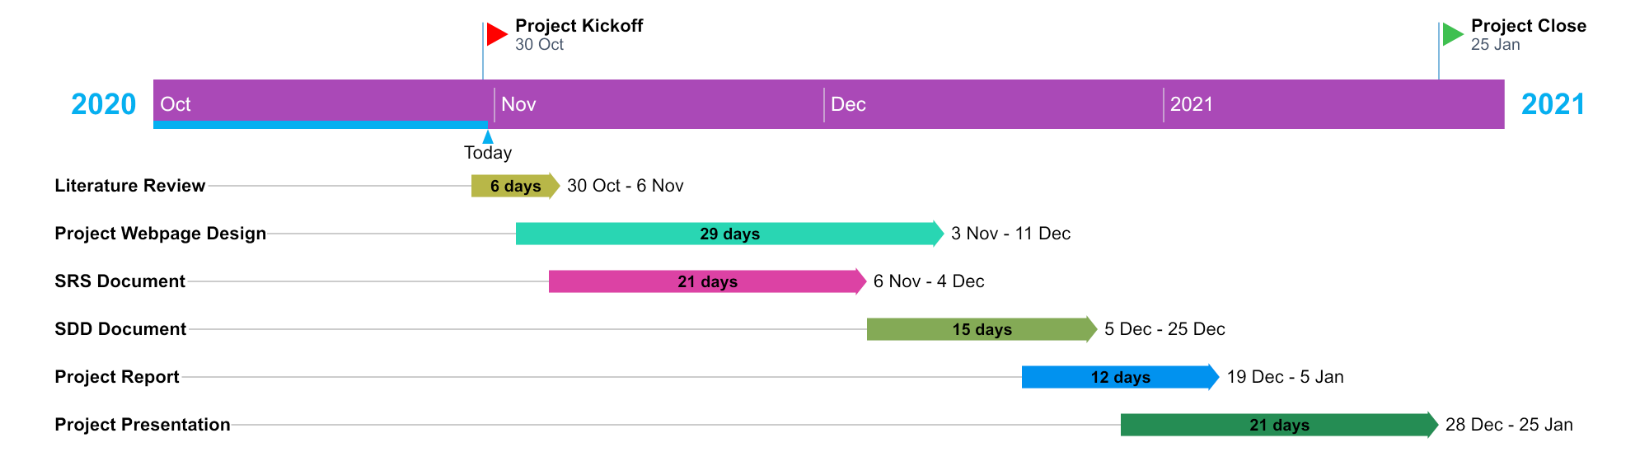 Project Kickoff
30 Oct
Project Close
25 Jan
2020
Oct
Nov
Dec
2021
2021
Today
Literature Review
6 days
30 Oct - 6 Nov
Project Webpage Design
29 days
3 Nov - 11 Dec
SRS Document
21 days
6 Nov - 4 Dec
SDD Document
15 days
5 Dec - 25 Dec
Project Report
12 days
19 Dec - 5 Jan
Project Presentation
21 days
28 Dec - 25 Jan